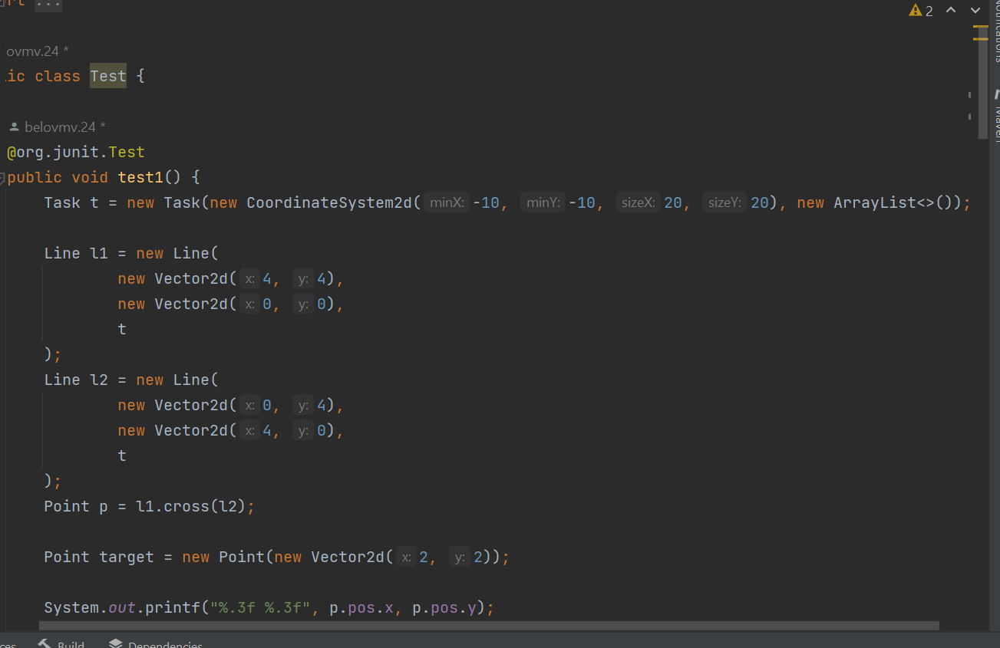 ...
2
ovmv.24 *
ic class Test {
belovmv.24 *
@org.junit.Test
public void test1() {
Task t = new Task(new CoordinateSystem2d( minX: -10, minY: -10, sizeX: 20, sizeY: 20), new ArrayList<>());
Line l1 = new Line(
new Vector2d( x: 4, y: 4),
new Vector2d( x: 0, y: 0),
t
);
Line l2 = new Line(
new Vector2d( x: 0, y: 4),
new Vector2d( x: 4, y: 0),
t
);
Point p = l1.cross(l2);
Point target = new Point(new Vector2d( x: 2, y: 2));
System.out.printf("%.3f %.3f", p.pos.x, p.pos.y);
Notifications
Maven
ces
Build
Dependencies